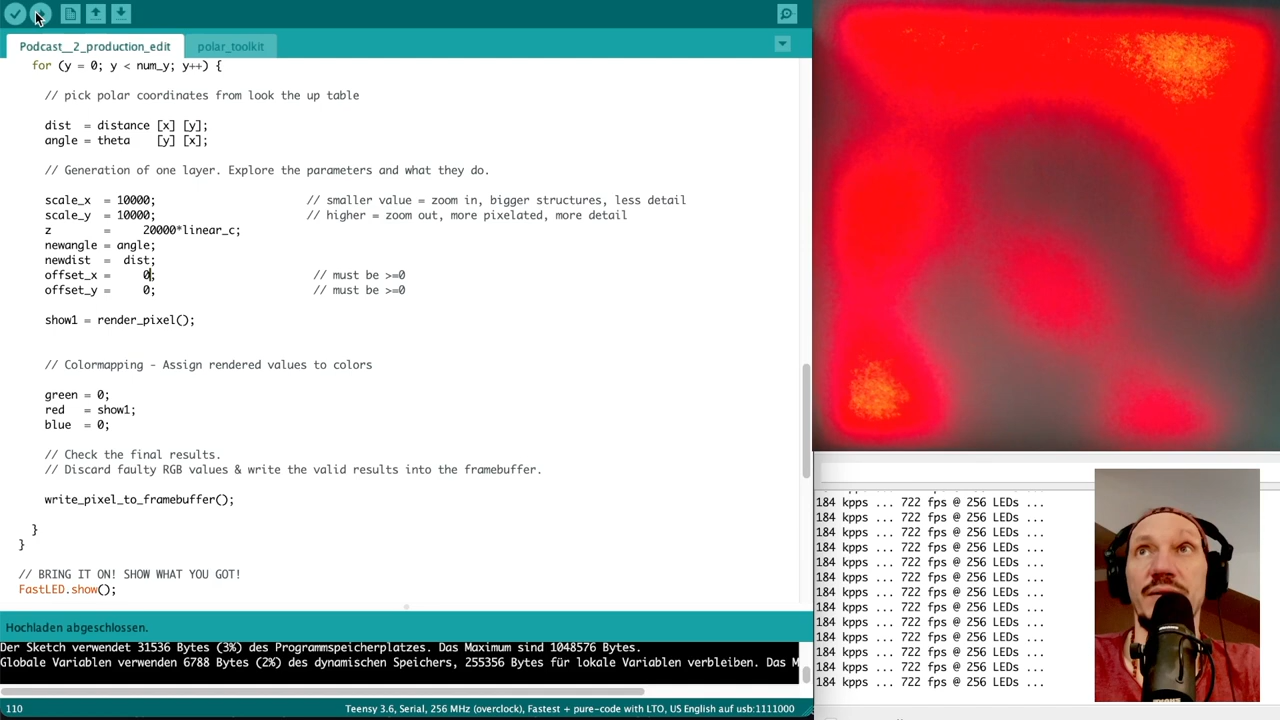 Podcast__2_production_edit
polar_toolkit
for (y = 0; y < num_y; y++) {
// pick polar coordinates from look the up table
dist  = distance [x] [y];
angle = theta    [y] [x];
// Generation of one layer. Explore the parameters and what they do.
scale_x  = 10000;                       // smaller value = zoom in, bigger structures, less detail
scale_y  = 10000;                       // higher = zoom out, more pixelated, more detail
z        =     20000*linear_c;
newangle = angle;
newdist  =  dist;
offset_x =     0;                        // must be >=0
offset_y =     0;                        // must be >=0
show1 = render_pixel();
// Colormapping - Assign rendered values to colors
green = 0;
red   = show1;
blue  = 0;
// Check the final results.
// Discard faulty RGB values & write the valid results into the framebuffer.
write_pixel_to_framebuffer();
}
}
// BRING IT ON! SHOW WHAT YOU GOT!
FastLED.show();
Hochladen abgeschlossen.
Der Sketch verwendet 31536 Bytes (3%) des Programmspeicherplatzes. Das Maximum sind 1048576 Bytes.
Globale Variablen verwenden 6788 Bytes (2%) des dynamischen Speichers, 255356 Bytes für lokale Variablen verbleiben. Das M
110
Teensy 3.6, Serial, 256 MHz (overclock), Fastest + pure-code with LTO, US English auf usb:1111000
184 kpps ... 722 fps @ 256 LEDs ...
184 kpps ... 722 fps @ 256 LEDs ...
184 kpps ... 722 fps @ 256 LEDs ...
184 kpps ... 722 fps @ 256 LEDs ...
184 kpps ... 722 fps @ 256 LEDs ...
184 kpps ... 722 fps @ 256 LEDs ...
184 kpps ... 722 fps @ 256 LEDs ...
184 kpps ... 722 fps @ 256 LEDs ...
184 kpps ... 722 fps @ 256 LEDs ...
184 kpps ... 722 fps @ 256 LEDs ...
184 kpps ... 722 fps @ 256 LEDs ...
184 kpps ... 722 fps @ 256 LEDs ...
184 kpps ... 722 fps @ 256 LEDs ...